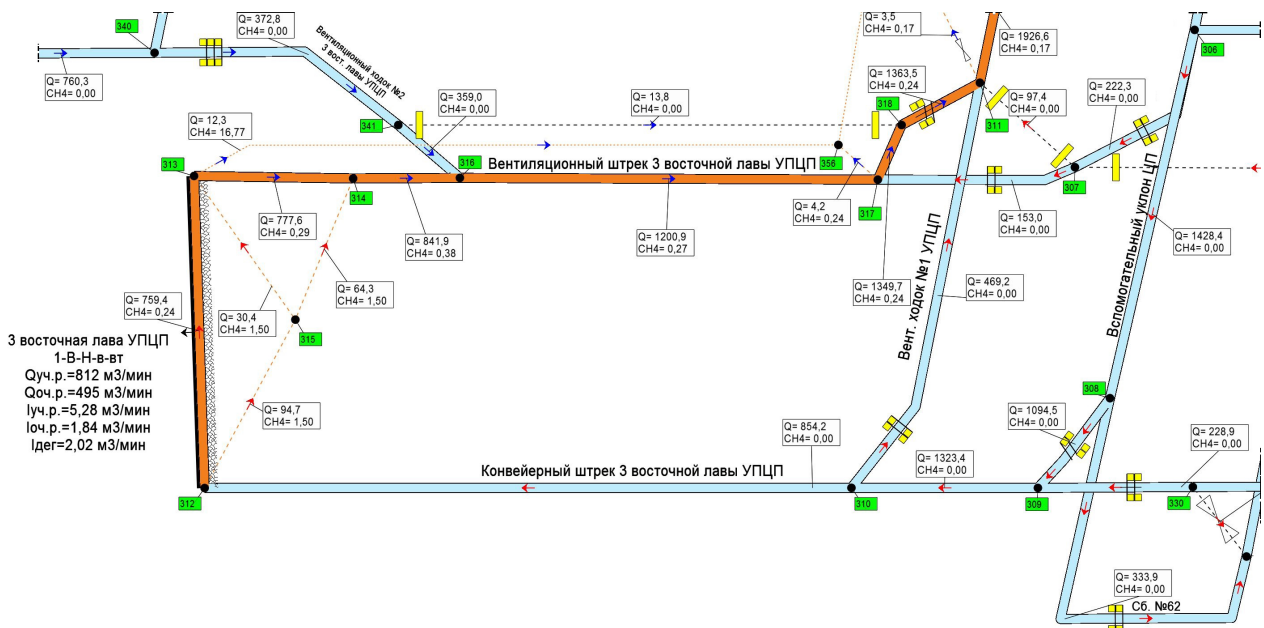 340
Q= 372,8
CH4= 0,00
Q= 760,3
CH4= 0,00
Вентиляционный ходок №2
3 вост. лавы УПЦП
Q= 3,5
CH4= 0,17
Q= 1926,6
CH4= 0,17
306
Q= 1363,5
CH4= 0,24
318
311
Q= 97,4
CH4= 0,00
Q= 222,3
CH4= 0,00
Q= 12,3
CH4= 16,77
341
Q= 359,0
CH4= 0,00
Q= 13,8
CH4= 0,00
313
316
Вентиляционный штрек 3 восточной лавы УПЦП
356
314
317
307
Q= 777,6
CH4= 0,29
Q= 841,9
CH4= 0,38
Q= 1200,9
CH4= 0,27
Q= 4,2
CH4= 0,24
Q= 153,0
CH4= 0,00
Вспомогательный уклон ЦП
Q= 1428,4
CH4= 0,00
Q= 64,3
CH4= 1,50
Q= 1349,7
CH4= 0,24
Q= 469,2
CH4= 0,00
Вент. ходок №1 УПЦП
Q= 759,4
CH4= 0,24
Q= 30,4
CH4= 1,50
315
3 восточная лава УПЦП
1-В-Н-в-вт
Qуч.р.=812 м3/мин
Qоч.р.=495 м3/мин
Iуч.р.=5,28 м3/мин
Iоч.р.=1,84 м3/мин
Iдег=2,02 м3/мин
Q= 94,7
CH4= 1,50
308
Q= 1094,5
CH4= 0,00
Q= 854,2
CH4= 0,00
Q= 1323,4
CH4= 0,00
Q= 228,9
CH4= 0,00
Конвейерный штрек 3 восточной лавы УПЦП
312
310
309
330
Q= 333,9
CH4= 0,00
Сб. №62